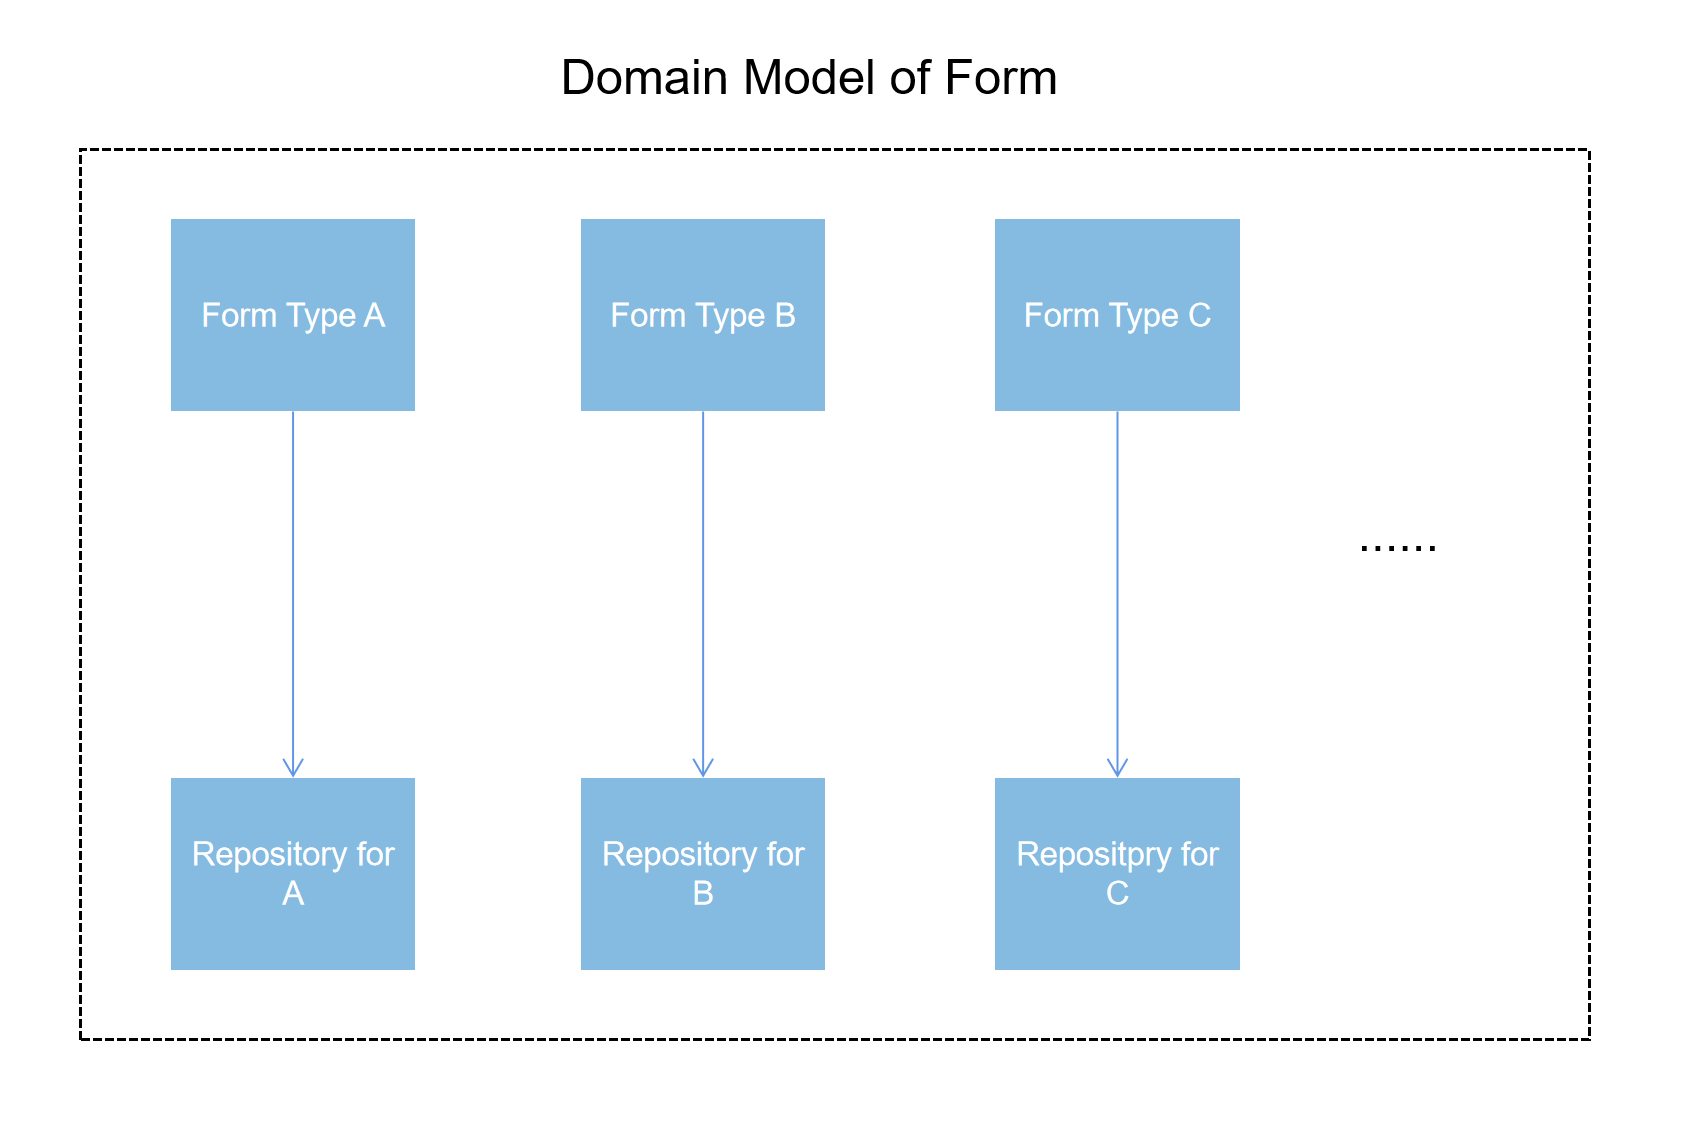 Domain Model of Form
Form Type A
Form Type B
Form Type C
......
Repository for
A
Repository for
B
Repositpry for
C